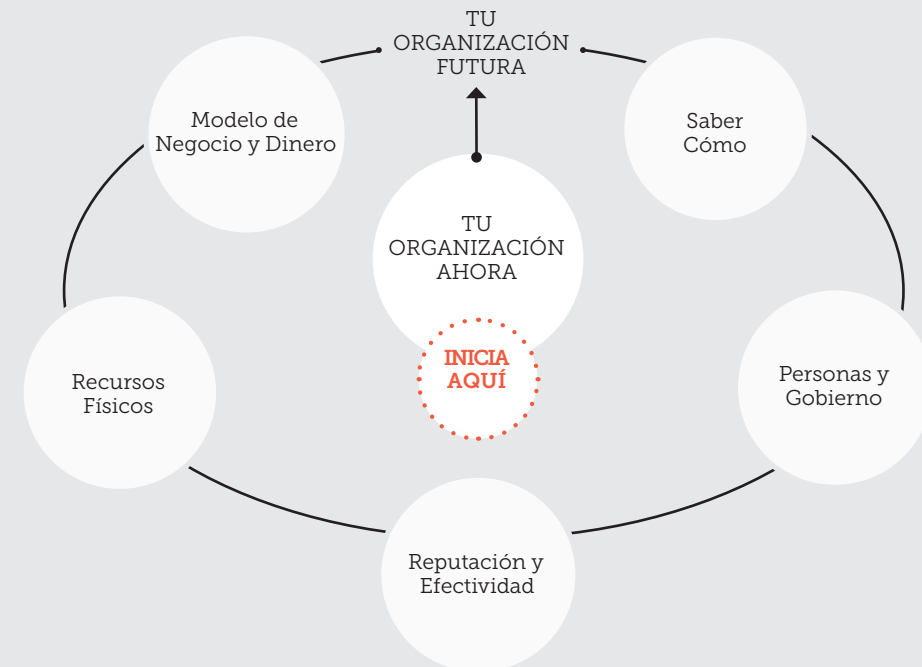 TU
ORGANIZACIÓN
FUTURA
Modelo de
Negocio y Dinero
Saber
Cómo
TU
ORGANIZACIÓN
AHORA
INICIA
AQUÍ
Recursos
Físicos
Personas y
Gobierno
Reputación y
Efectividad